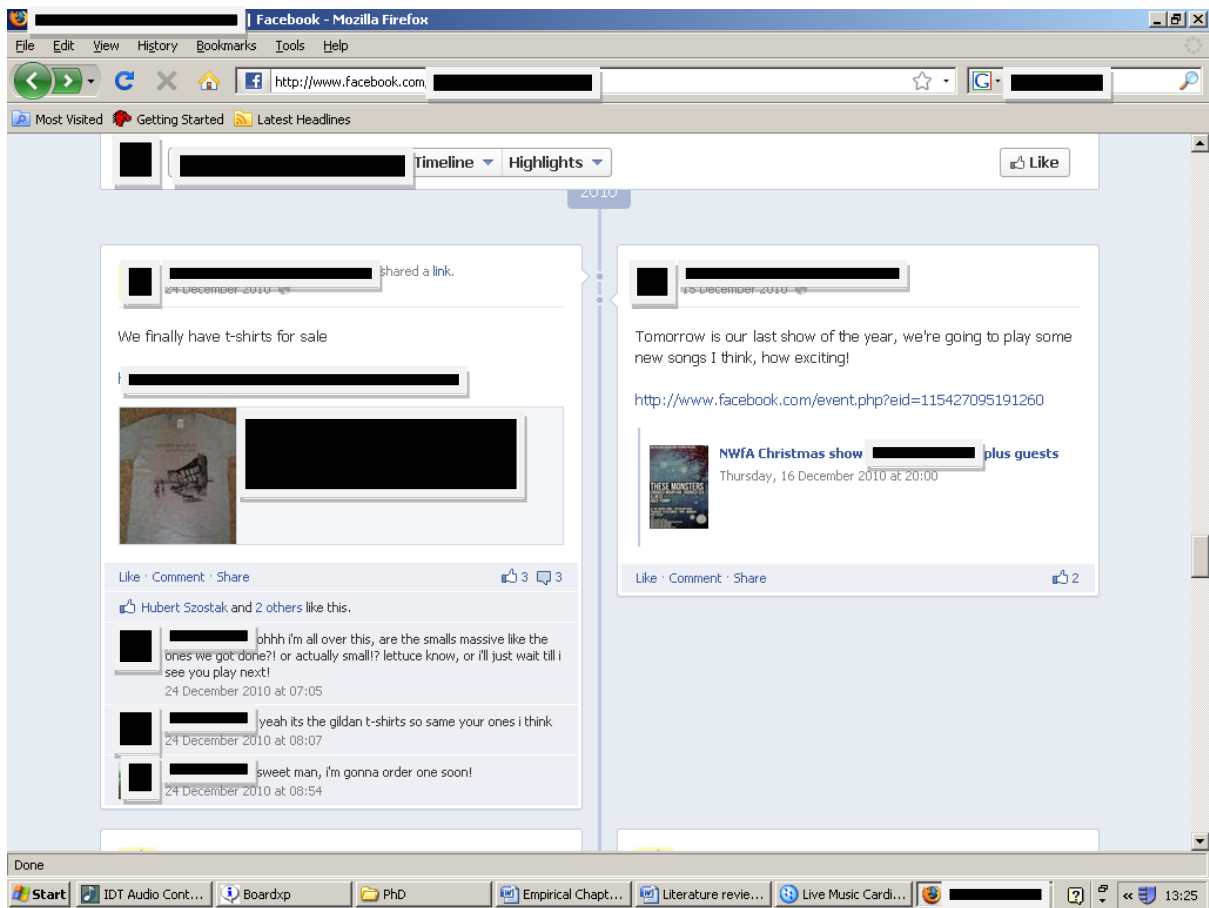 | Facebook - Mozilla Firefox
File Edit View History Bookmarks Tools Help
http://www.facebook.com
G
Most Visited Getting Started Latest Headlines
Timeline Highlights Like
2010
shared a link.
24 December 2010
We finally have t-shirts for sale
Like · Comment · Share 3 3
Hubert Szostak and 2 others like this.
ohhh i'm all over this, are the smalls massive like the
ones we got done?! or actually small!? lettuce know, or i'll just wait till i
see you play next!
24 December 2010 at 07:05
yeah its the gildan t-shirts so same your ones i think
24 December 2010 at 08:07
sweet man, i'm gonna order one soon!
24 December 2010 at 08:54
15 December 2010
Tomorrow is our last show of the year, we're going to play some
new songs I think, how exciting!
http://www.facebook.com/event.php?eid=115427095191260
THESE MONSTERS
NWfA Christmas show plus guests
Thursday, 16 December 2010 at 20:00
Like · Comment · Share 2
Done
Start IDT Audio Cont... Boardxp PhD Empirical Chapt... Literature revie... Live Music Cardi... 13:25